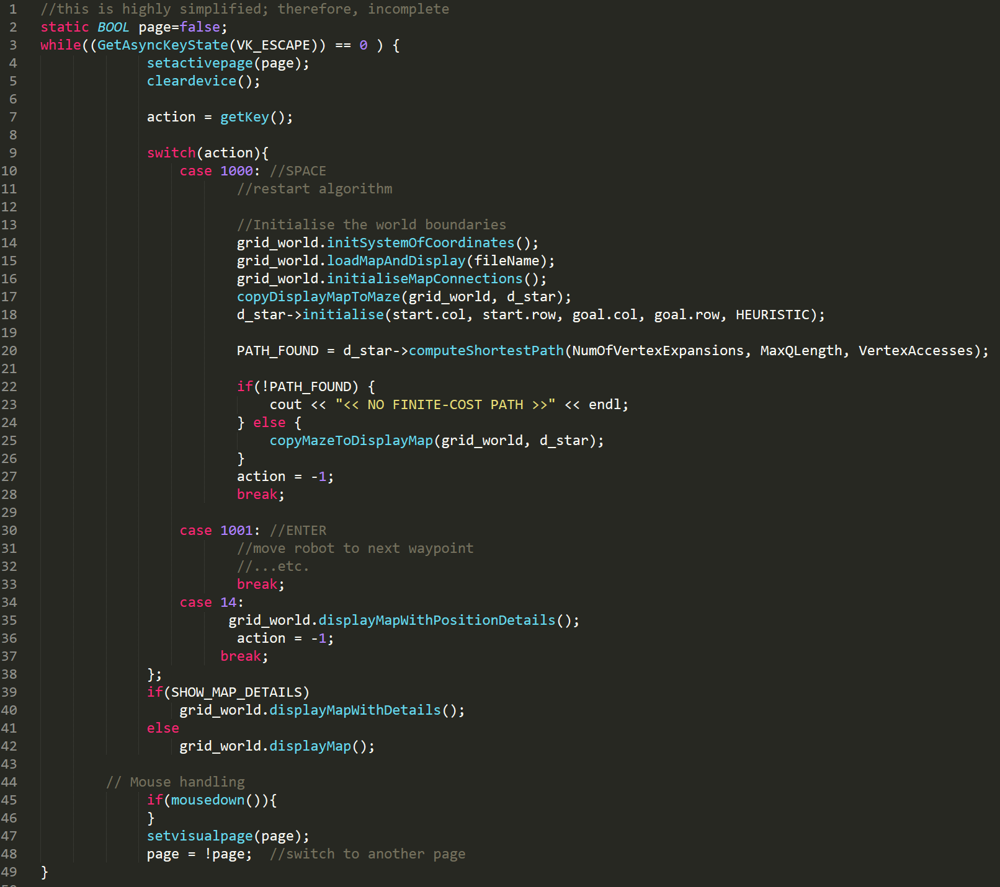 1 //this is highly simplified; therefore, incomplete
2 static BOOL page=false;
3 while((GetAsyncKeyState(VK_ESCAPE)) == 0 ) {
4 setactivepage(page);
5 cleardevice();
6
7 action = getKey();
8
9 switch(action){
10 case 1000: //SPACE
11 //restart algorithm
12
13 //Initialise the world boundaries
14 grid_world.initSystemOfCoordinates();
15 grid_world.loadMapAndDisplay(fileName);
16 grid_world.initialiseMapConnections();
17 copyDisplayMapToMaze(grid_world, d_star);
18 d_star->initialise(start.col, start.row, goal.col, goal.row, HEURISTIC);
19
20 PATH_FOUND = d_star->computeShortestPath(NumOfVertexExpansions, MaxQLength, VertexAccesses);
21
22 if(!PATH_FOUND) {
23 cout << "<< NO FINITE-COST PATH >>" << endl;
24 } else {
25 copyMazeToDisplayMap(grid_world, d_star);
26 }
27 action = -1;
28 break;
29
30 case 1001: //ENTER
31 //move robot to next waypoint
32 //...etc.
33 break;
34 case 14:
35 grid_world.displayMapWithPositionDetails();
36 action = -1;
37 break;
38 };
39 if(SHOW_MAP_DETAILS)
40 grid_world.displayMapWithDetails();
41 else
42 grid_world.displayMap();
43
44 // Mouse handling
45 if(mousedown()){
46 }
47 setvisualpage(page);
48 page = !page; //switch to another page
49 }